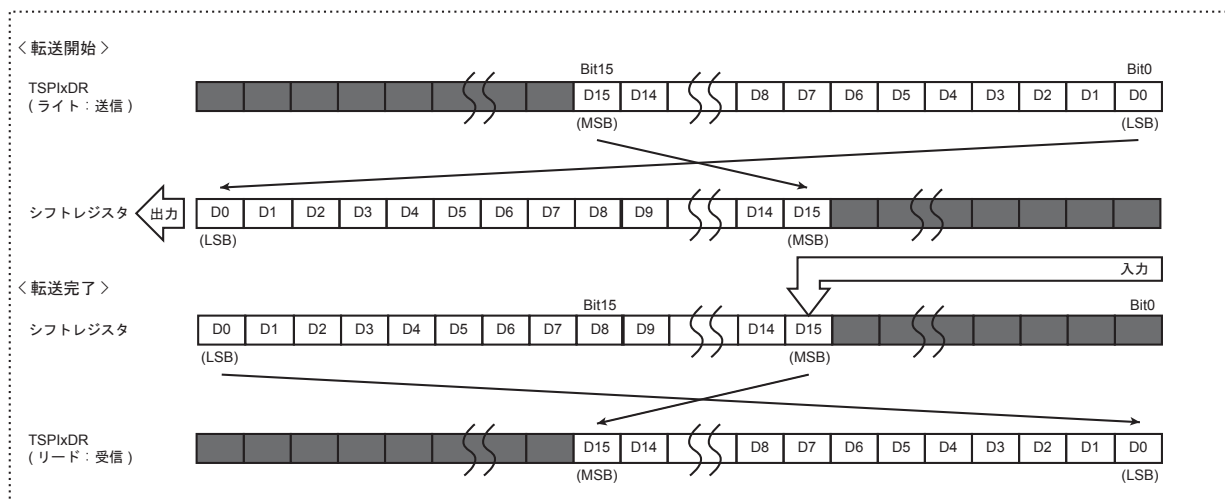 < 転送開始 >
Bit15 Bit0
TSPIxDR
( ライト：送信 )
D15 D14 D8 D7 D6 D5 D4 D3 D2 D1 D0
(MSB) (LSB)
シフトレジスタ 出力 D0 D1 D2 D3 D4 D5 D6 D7 D8 D9 D14 D15
(LSB) (MSB)
入力
< 転送完了 >
Bit15 Bit0
シフトレジスタ D0 D1 D2 D3 D4 D5 D6 D7 D8 D9 D14 D15
(LSB) (MSB)
TSPIxDR
( リード：受信 )
D15 D14 D8 D7 D6 D5 D4 D3 D2 D1 D0
(MSB) (LSB)